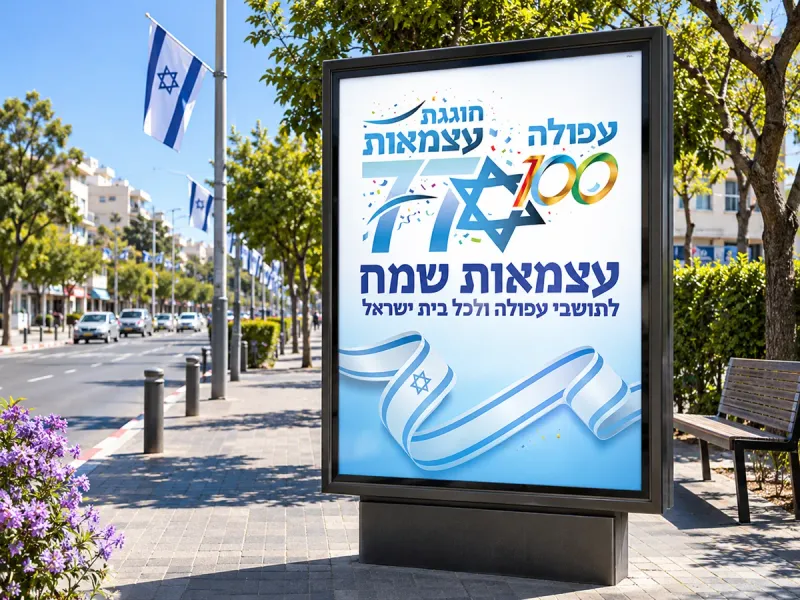 עפולה
100
חוגגת
עצמאות
77
עצמאות שמח
לתושבי עפולה ולכל בית ישראל